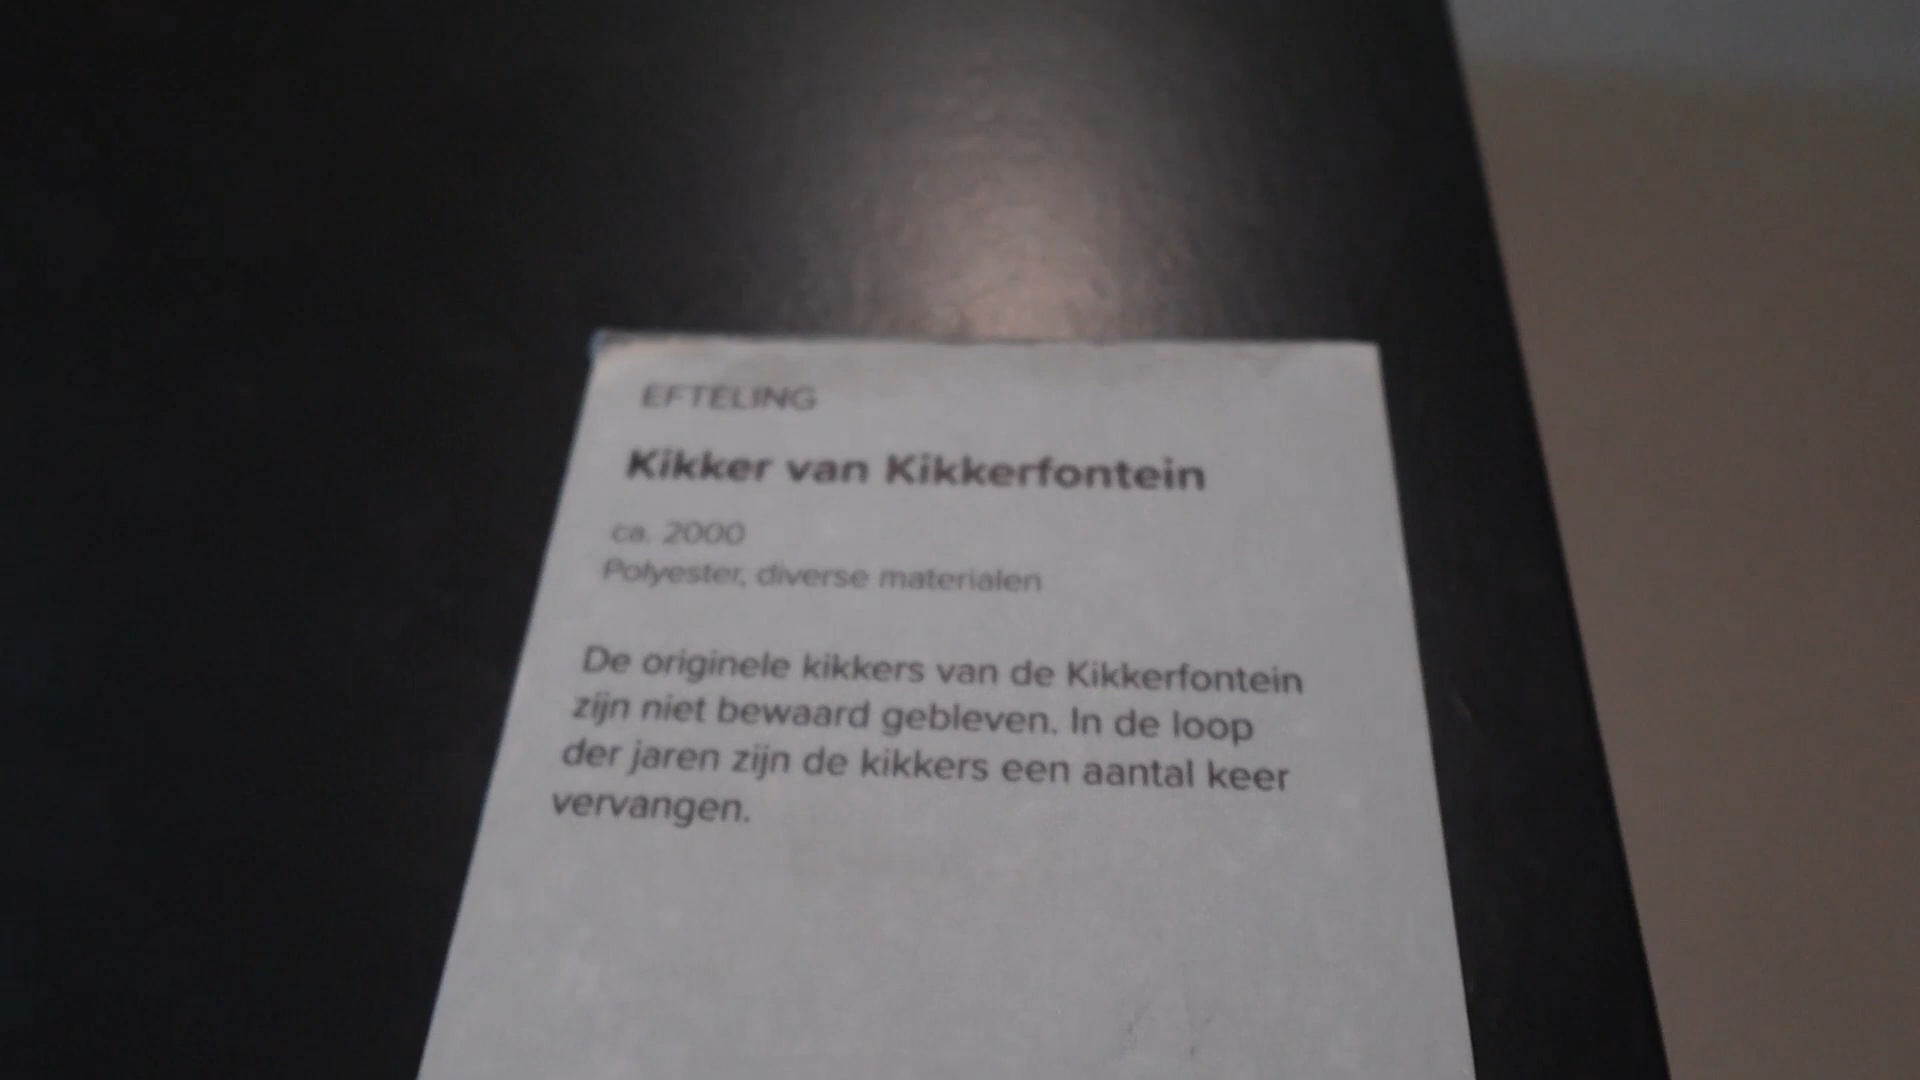 EFTELING
Kikker van Kikkerfontein
ca. 2000
Polyester, diverse materialen
De originele kikkers van de Kikkerfontein
zijn niet bewaard gebleven. In de loop
der jaren zijn de kikkers een aantal keer
vervangen.